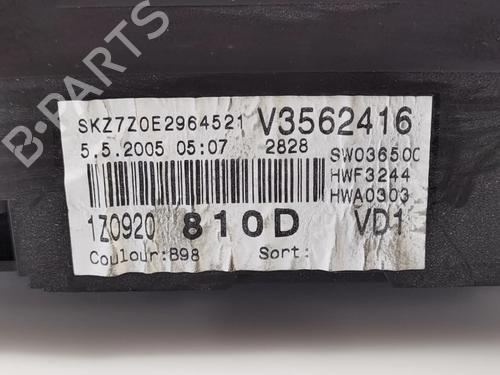 SKZ7Z0E2964521 V3562416
5.5.2005 05:07 2828 SW03650C
HWF3244
HWA0303
1Z0920 810D VD1
Coulour:B98 Sort:
B-PARTS